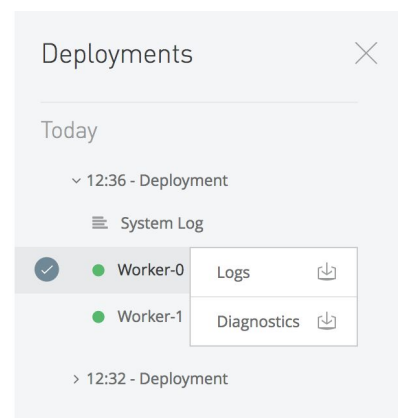 Deployments
Today
12:36 - Deployment
System Log
Worker-0
Logs
Worker-1
Diagnostics
12:32 - Deployment